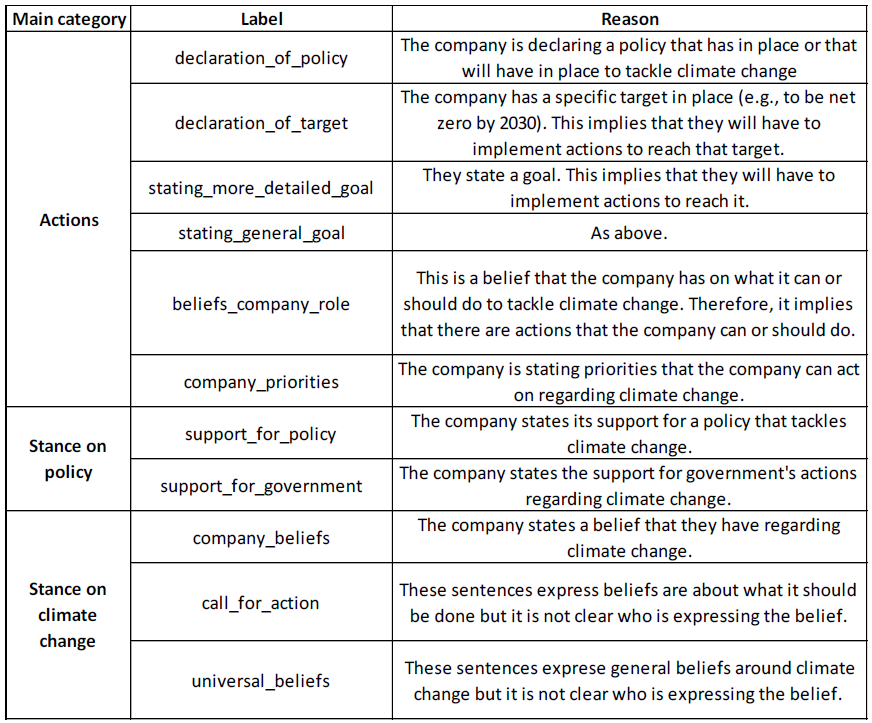 Main category Label Reason
Actions
declaration_of_policy
The company is declaring a policy that has in place or that
will have in place to tackle climate change
declaration_of_target
The company has a specific target in place (e.g., to be net
zero by 2030). This implies that they will have to
implement actions to reach that target.
stating_more_detailed_goal
They state a goal. This implies that they will have to
implement actions to reach it.
stating_general_goal
As above.
beliefs_company_role
This is a belief that the company has on what it can or
should do to tackle climate change. Therefore, it implies
that there are actions that the company can or should do.
company_priorities
The company is stating priorities that the company can act
on regarding climate change.
Stance on
policy
support_for_policy
The company states its support for a policy that tackles
climate change.
support_for_government
The company states the support for government's actions
regarding climate change.
Stance on
climate
change
company_beliefs
The company states a belief that they have regarding
climate change.
call_for_action
These sentences express beliefs are about what it should
be done but it is not clear who is expressing the belief.
universal_beliefs
These sentences exprese general beliefs around climate
change but it is not clear who is expressing the belief.